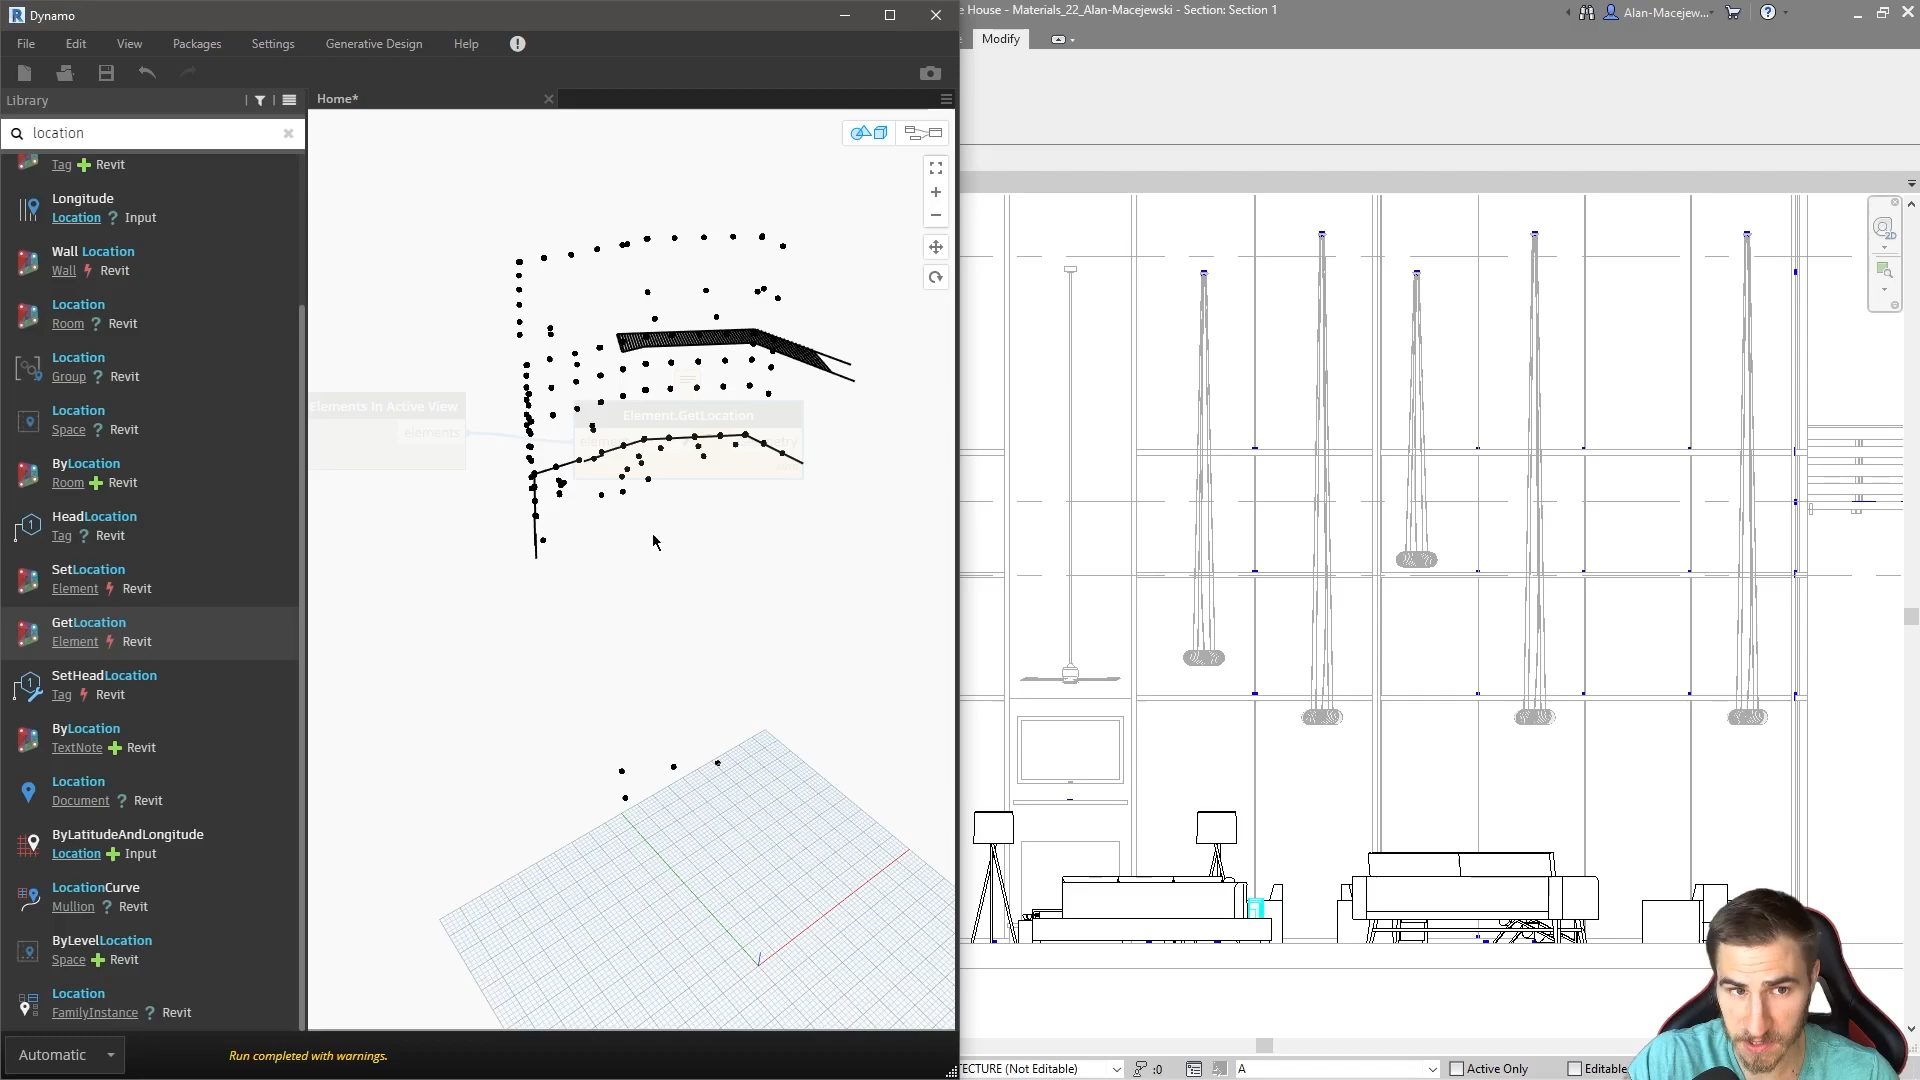 Dynamo
File Edit View Packages Settings Generative Design Help
Library
Home*
location
Tag Revit
Longitude
Location ? Input
Wall Location
Wall Revit
Location
Room ? Revit
Location
Group ? Revit
Location
Space ? Revit
ByLocation
Room Revit
HeadLocation
Tag ? Revit
SetLocation
Element Revit
GetLocation
Element Revit
SetHeadLocation
Tag Revit
ByLocation
TextNote Revit
Location
Document ? Revit
ByLatitudeAndLongitude
Location Input
LocationCurve
Mullion ? Revit
ByLevelLocation
Space Revit
Location
FamilyInstance ? Revit
Automatic
Run completed with warnings.
Elements In Active View
elements
Element.GetLocation
House - Materials_22_Alan-Macejewski - Section: Section 1
Alan-Macejew...
Modify
2D
TECTURE (Not Editable)
:0
A
Active Only
Editable